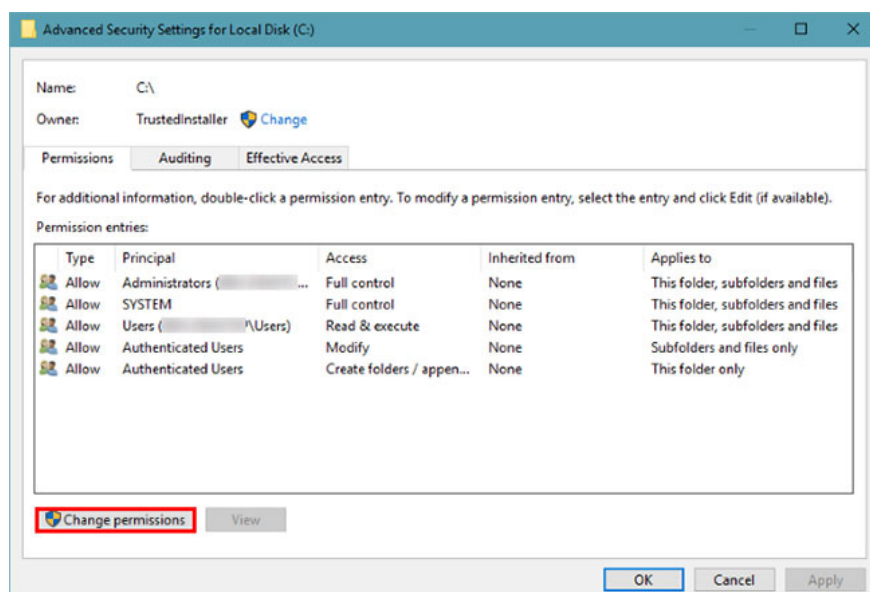 Advanced Security Settings for Local Disk (C:)
Name: C:\
Owner: TrustedInstaller Change
Permissions Auditing Effective Access
For additional information, double-click a permission entry. To modify a permission entry, select the entry and click Edit (if available).
Permission entries:
Type Principal Access Inherited from Applies to
Allow Administrators ( ... Full control None This folder, subfolders and files
Allow SYSTEM Full control None This folder, subfolders and files
Allow Users ( \Users) Read & execute None This folder, subfolders and files
Allow Authenticated Users Modify None Subfolders and files only
Allow Authenticated Users Create folders / appen... None This folder only
Change permissions View
OK Cancel Apply